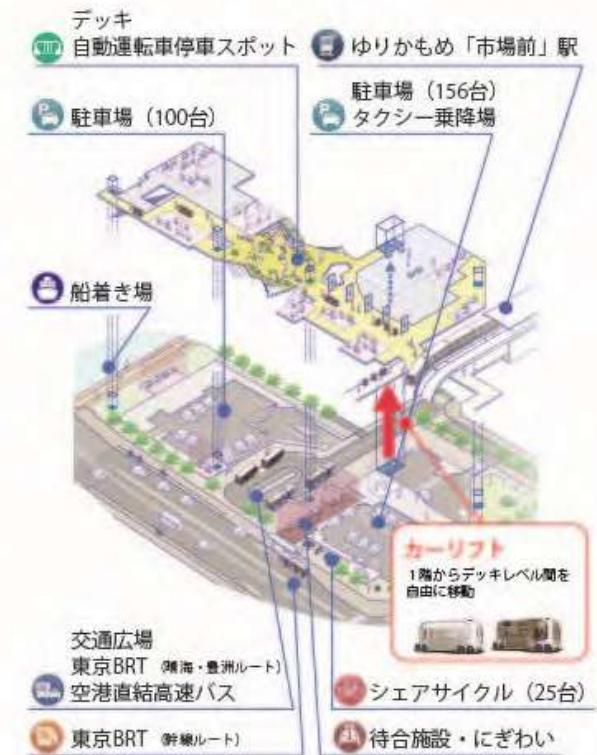 デッキ
自動運転車停車スポット
ゆりかもめ「市場前」駅
駐車場（100台）
駐車場（156台）
タクシー乗降場
船着き場
カーリフト
1階からデッキレベル間を
自由に移動
交通広場
東京BRT（晴海・豊洲ルート）
空港直結高速バス
シェアサイクル（25台）
東京BRT（幹線ルート）
待合施設・にぎわい